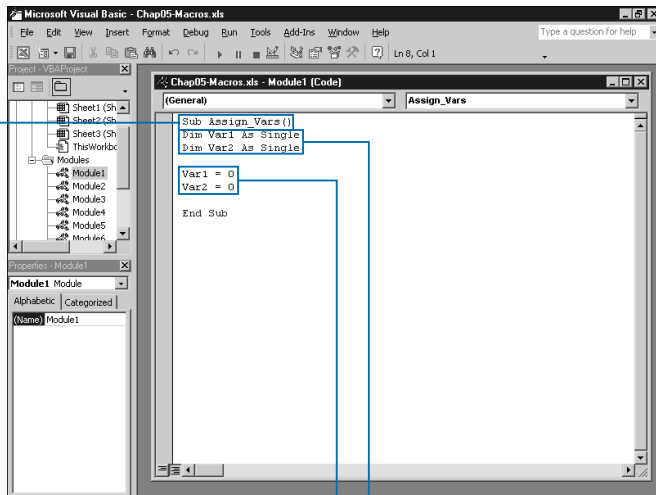 Microsoft Visual Basic - Chap05-Macros.xls
File Edit View Insert Format Debug Run Tools Add-Ins Window Help
Type a question for help
Ln 8, Col 1
Project - VBAProject
Sheet1 (Sh
Sheet2 (Sh
Sheet3 (Sh
ThisWorkbo
Modules
Module1
Module2
Module3
Module4
Module5
Module6
Properties - Module1
Module1 Module
Alphabetic Categorized
(Name) Module1
Chap05-Macros.xls - Module1 (Code)
(General) Assign_Vars
Sub Assign_Vars()
Dim Var1 As Single
Dim Var2 As Single
Var1 = 0
Var2 = 0
End Sub